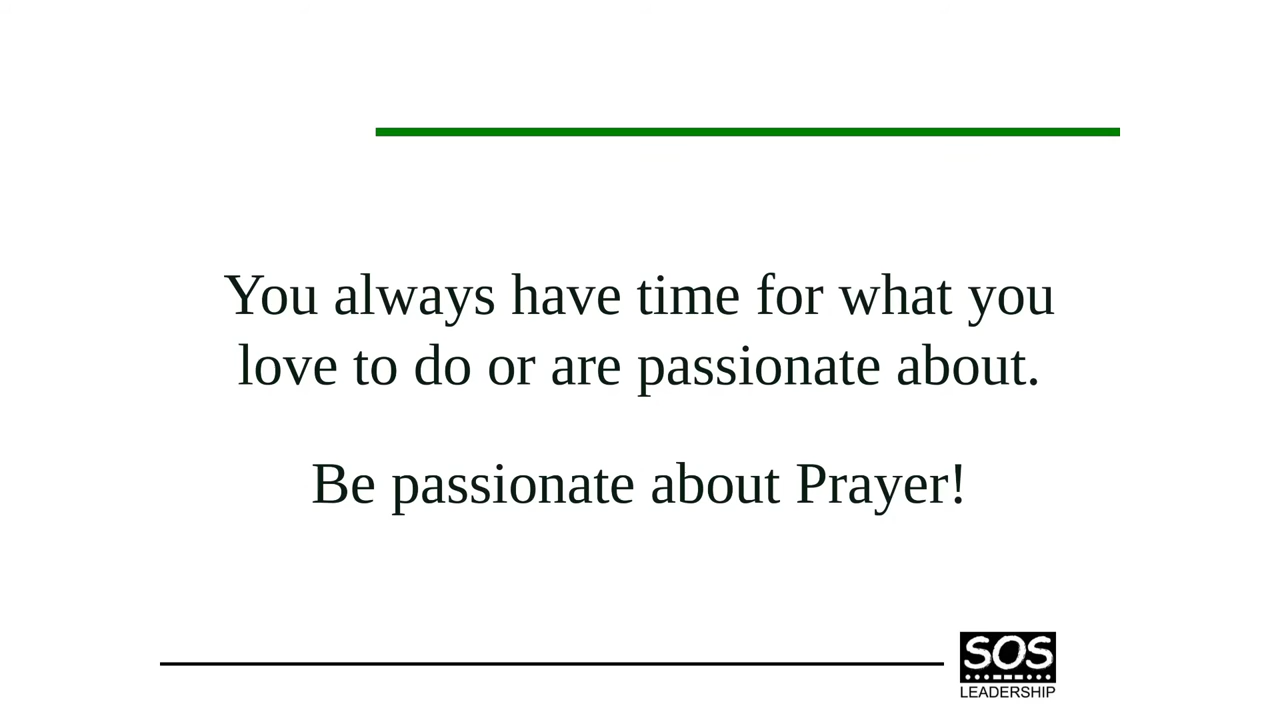 You always have time for what you
love to do or are passionate about.
Be passionate about Prayer!
SOS
LEADERSHIP